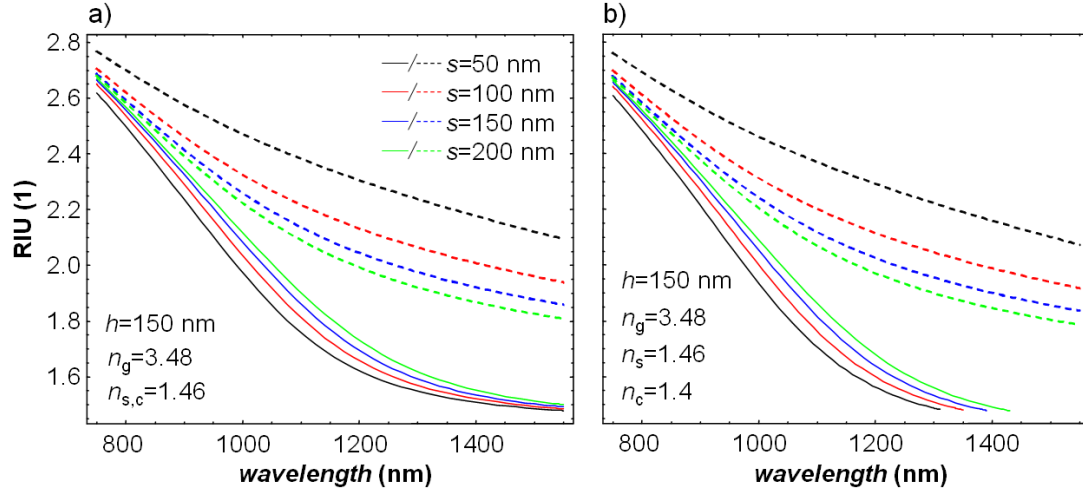 a)
RIU (1)
2.8
2.6
2.4
2.2
2.0
1.8
1.6
/ s=50 nm
/ s=100 nm
/ s=150 nm
/ s=200 nm
h=150 nm
ng=3.48
ns,c=1.46
800
1000
1200
1400
wavelength (nm)
b)
h=150 nm
ng=3.48
ns=1.46
nc=1.4
800
1000
1200
1400
wavelength (nm)